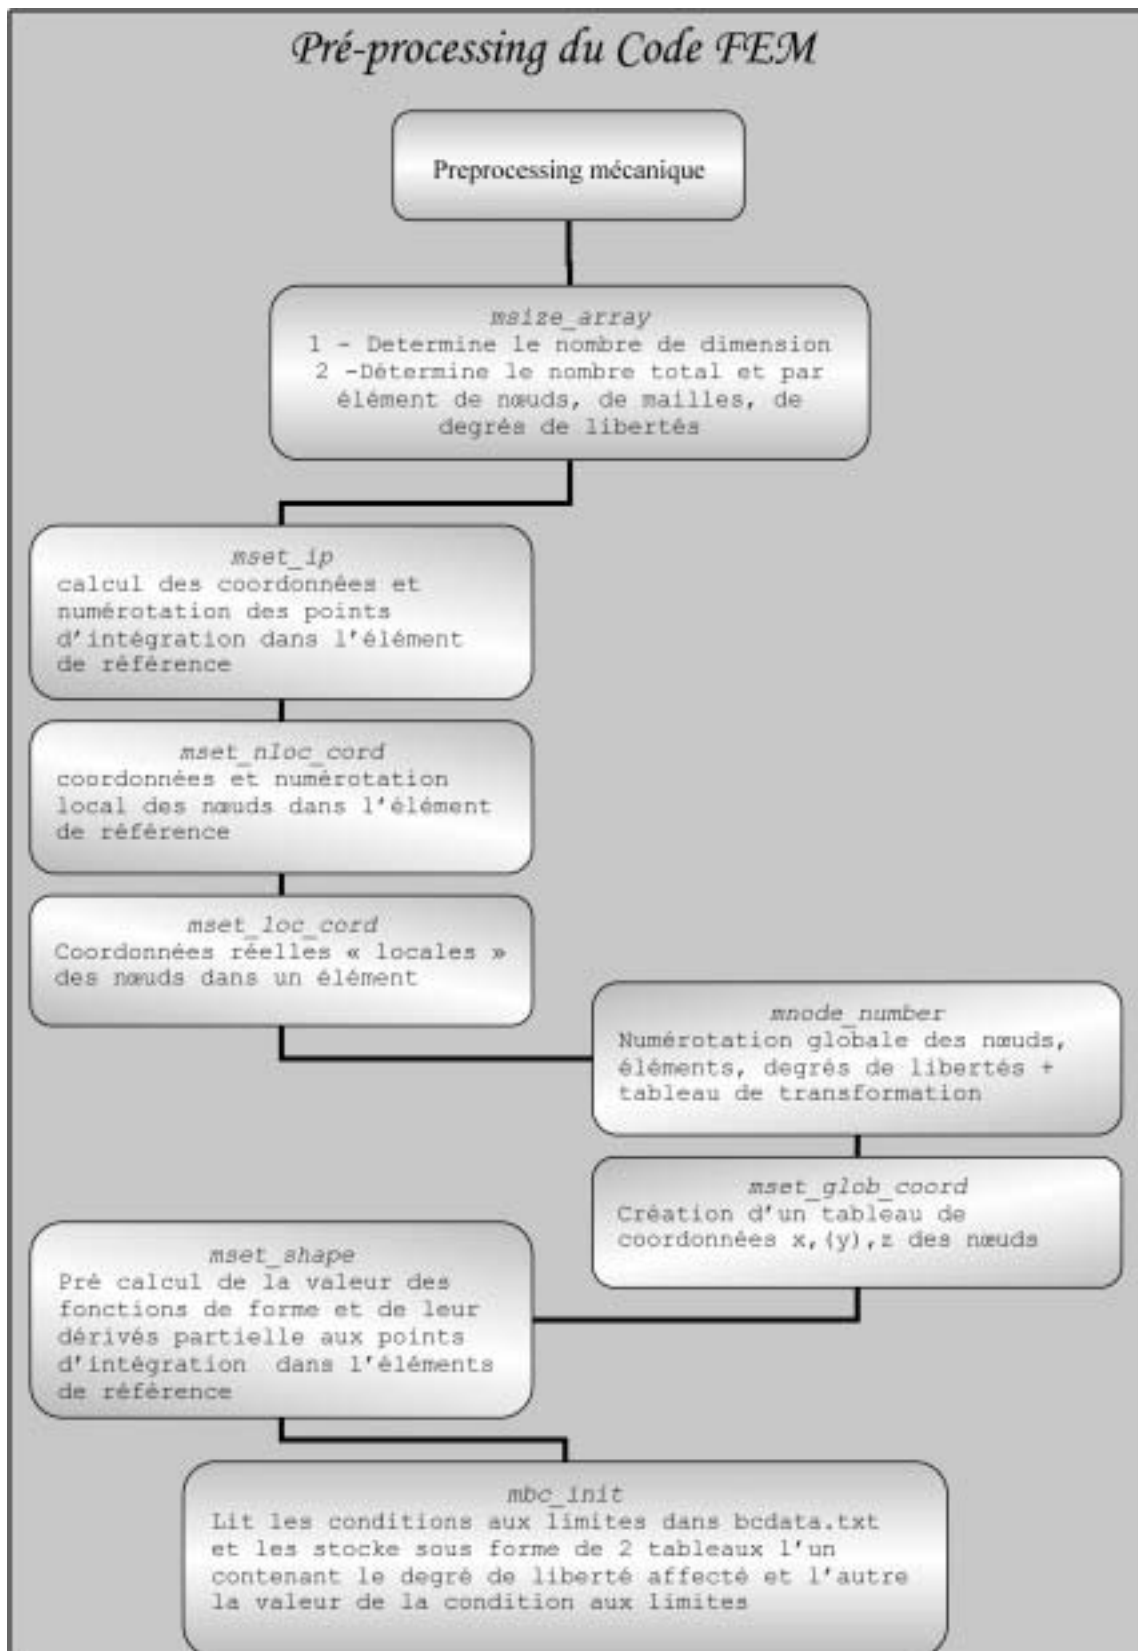 Pré-processing du Code FEM
Preprocessing mécanique
msize_array
1 - Determine le nombre de dimension
2 -Détermine le nombre total et par
élément de nœuds, de mailles, de
degrés de libertés
mset_ip
calcul des coordonnées et
numérotation des points
d’intégration dans l’élément
de référence
mset_nloc_cord
coordonnées et numérotation
local des nœuds dans l’élément
de référence
mset_loc_cord
Coordonnées réelles « locales »
des nœuds dans un élément
mnode_number
Numérotation globale des nœuds,
éléments, degrés de libertés +
tableau de transformation
mset_glob_coord
Création d’un tableau de
coordonnées x,(y),z des nœuds
mset_shape
Pré calcul de la valeur des
fonctions de forme et de leur
dérivés partielle aux points
d’intégration dans l’éléments
de référence
mbc_init
Lit les conditions aux limites dans bcdata.txt
et les stocke sous forme de 2 tableaux l’un
contenant le degré de liberté affecté et l’autre
la valeur de la condition aux limites